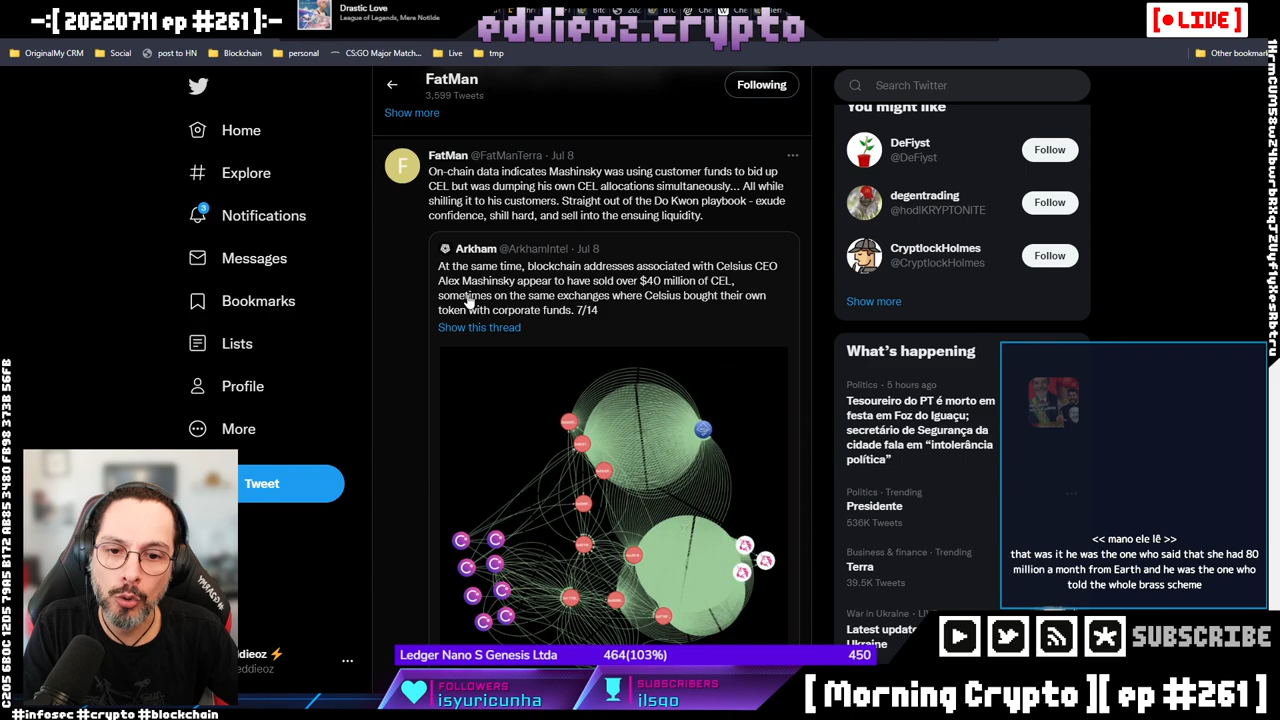 -:[ 20220711 ep #261]:-
Drastic Love
League of Legends, Mere Notilde
eddieoz.crypto
[ LIVE ]
OriginalMy CRM
Social
post to HN
Blockchain
personal
CS:GO Major Match...
Live
tmp
Other bookmark
FatMan
3,599 Tweets
Following
Show more
Home
Explore
3
Notifications
Messages
Bookmarks
Lists
Profile
More
Tweet
ddieoz⚡
eddieoz
F
FatMan @FatManTerra · Jul 8
On-chain data indicates Mashinsky was using customer funds to bid up
CEL but was dumping his own CEL allocations simultaneously... All while
shilling it to his customers. Straight out of the Do Kwon playbook - exude
confidence, shill hard, and sell into the ensuing liquidity.
Arkham @ArkhamIntel · Jul 8
At the same time, blockchain addresses associated with Celsius CEO
Alex Mashinsky appear to have sold over $40 million of CEL,
sometimes on the same exchanges where Celsius bought their own
token with corporate funds. 7/14
Show this thread
Search Twitter
You might like
DeFiyst
@DeFiyst
Follow
degentrading
@hodlKRYPTONITE
Follow
CryptlockHolmes
@CryptlockHolmes
Follow
Show more
What's happening
Politics · 5 hours ago
Tesoureiro do PT é morto em
festa em Foz do Iguaçu;
secretário de Segurança da
cidade fala em “intolerância
política”
Politics · Trending
Presidente
536K Tweets
Business & finance · Trending
Terra
39.5K Tweets
War in Ukraine
Latest update
Ukraine
<< mano ele lê >>
that was it he was the one who said that she had 80
million a month from Earth and he was the one who
told the whole brass scheme
Ledger Nano S Genesis Ltda
464(103%)
450
FOLLOWERS
isyuricunha
SUBSCRIBERS
ilsgo
SUBSCRIBE
[ Morning Crypto ][ ep #261 ]
#infosec #crypto #blockchain